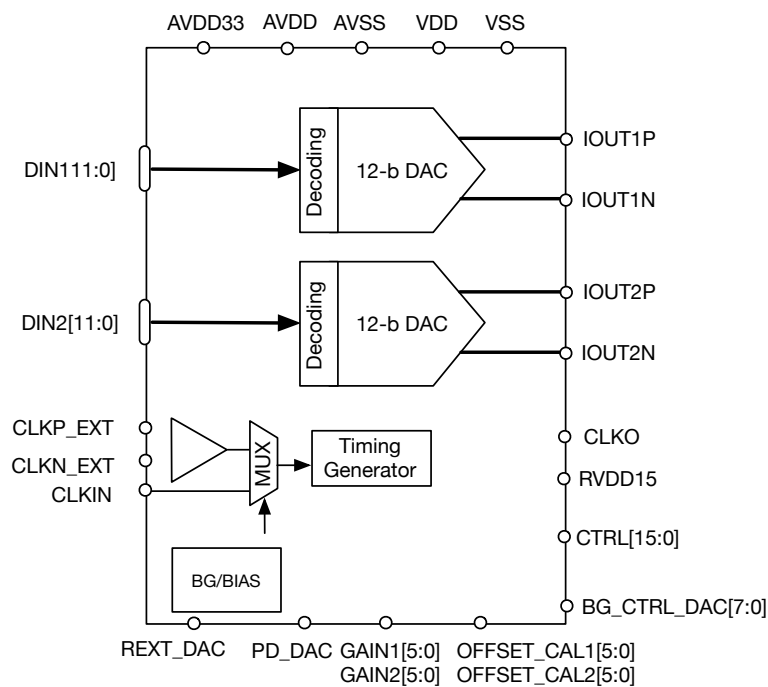 AVDD33 AVDD AVSS VDD VSS
DIN111:0]
Decoding
12-b DAC
IOUT1P
IOUT1N
DIN2[11:0]
Decoding
12-b DAC
IOUT2P
IOUT2N
CLKP_EXT
CLKN_EXT
CLKIN
MUX
Timing
Generator
CLKO
RVDD15
CTRL[15:0]
BG/BIAS
BG_CTRL_DAC[7:0]
REXT_DAC PD_DAC GAIN1[5:0] OFFSET_CAL1[5:0]
GAIN2[5:0] OFFSET_CAL2[5:0]